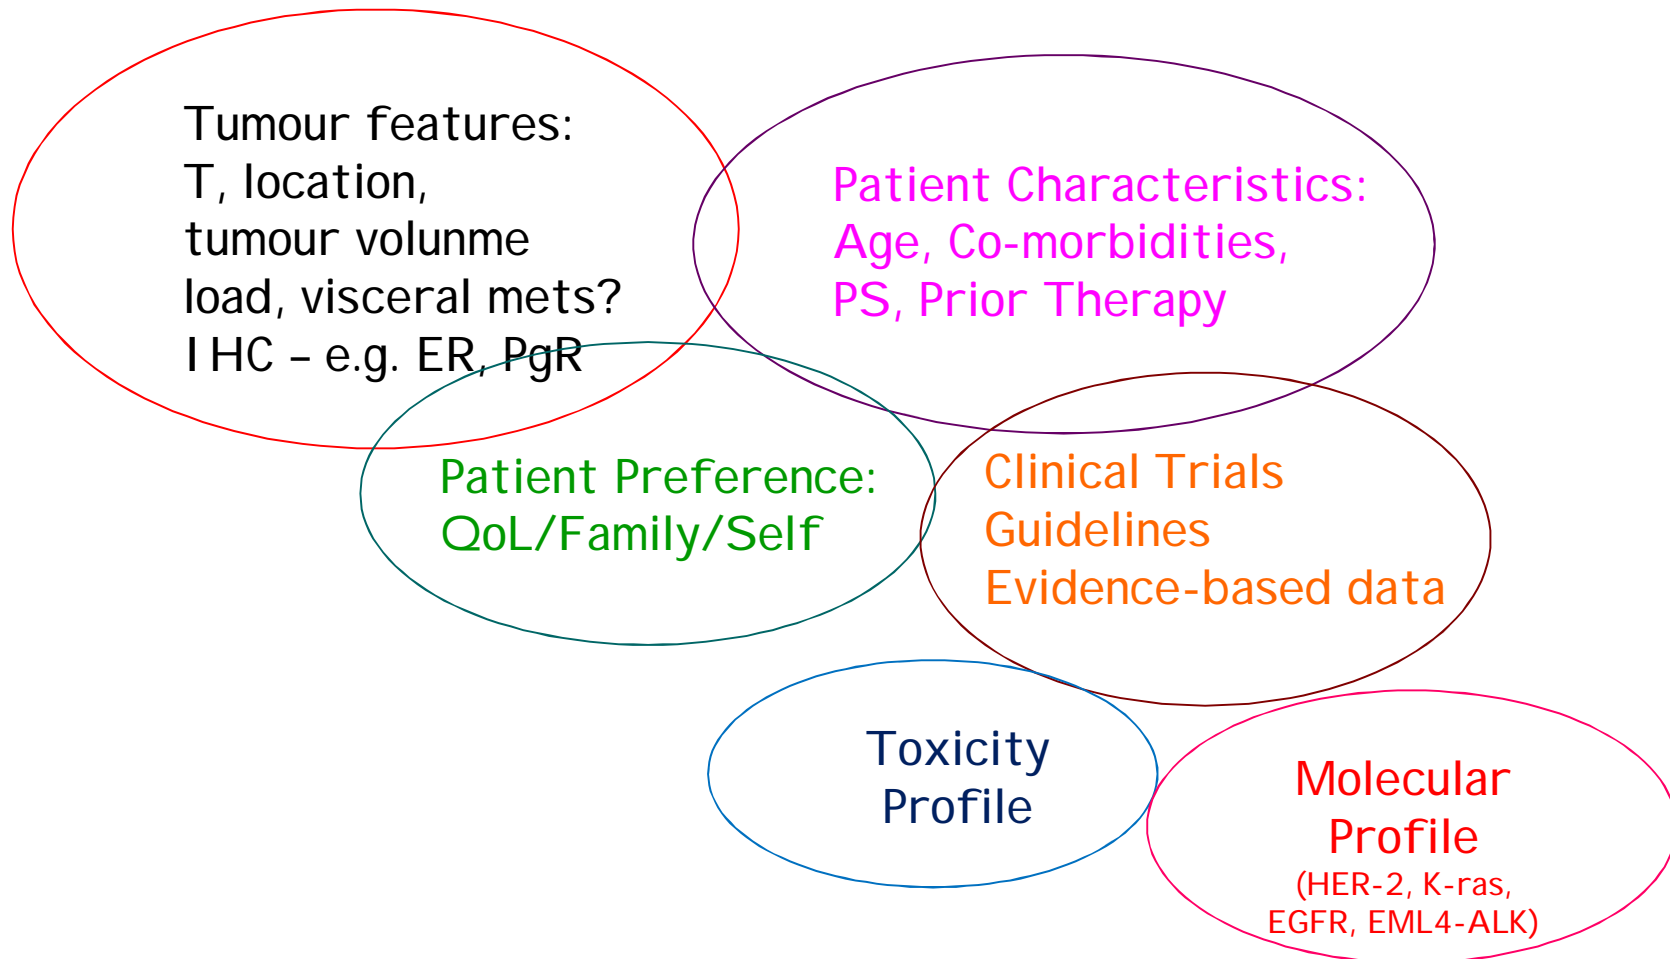 Tumour features:
T, location,
tumour volunme
load, visceral mets?
IHC – e.g. ER, PgR
Patient Characteristics:
Age, Co-morbidities,
PS, Prior Therapy
Patient Preference:
QoL/Family/Self
Clinical Trials
Guidelines
Evidence-based data
Toxicity
Profile
Molecular
Profile
(HER-2, K-ras,
EGFR, EML4-ALK)